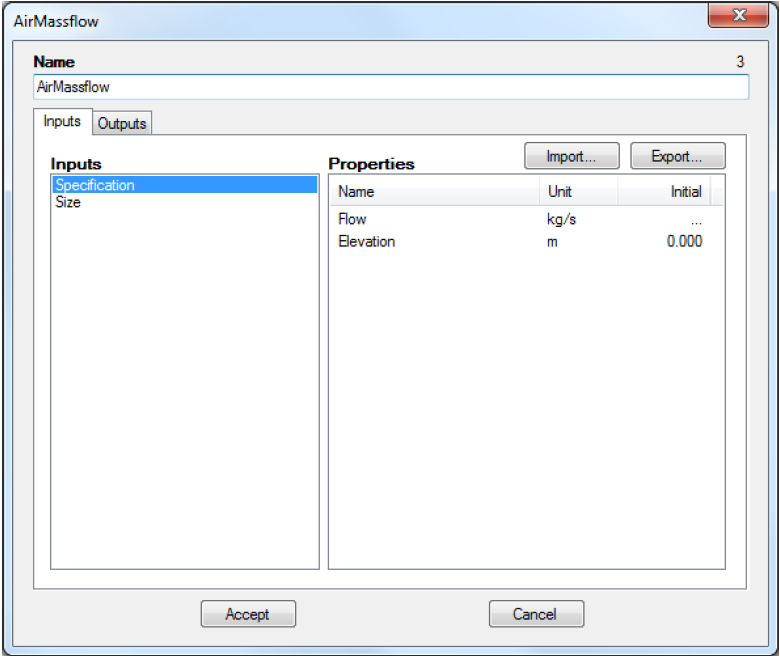 AirMassflow
Name 3
AirMassflow
Inputs Outputs
Import... Export...
Inputs Properties
Specification
Size
Name Unit Initial
Flow kg/s ...
Elevation m 0.000
Accept Cancel